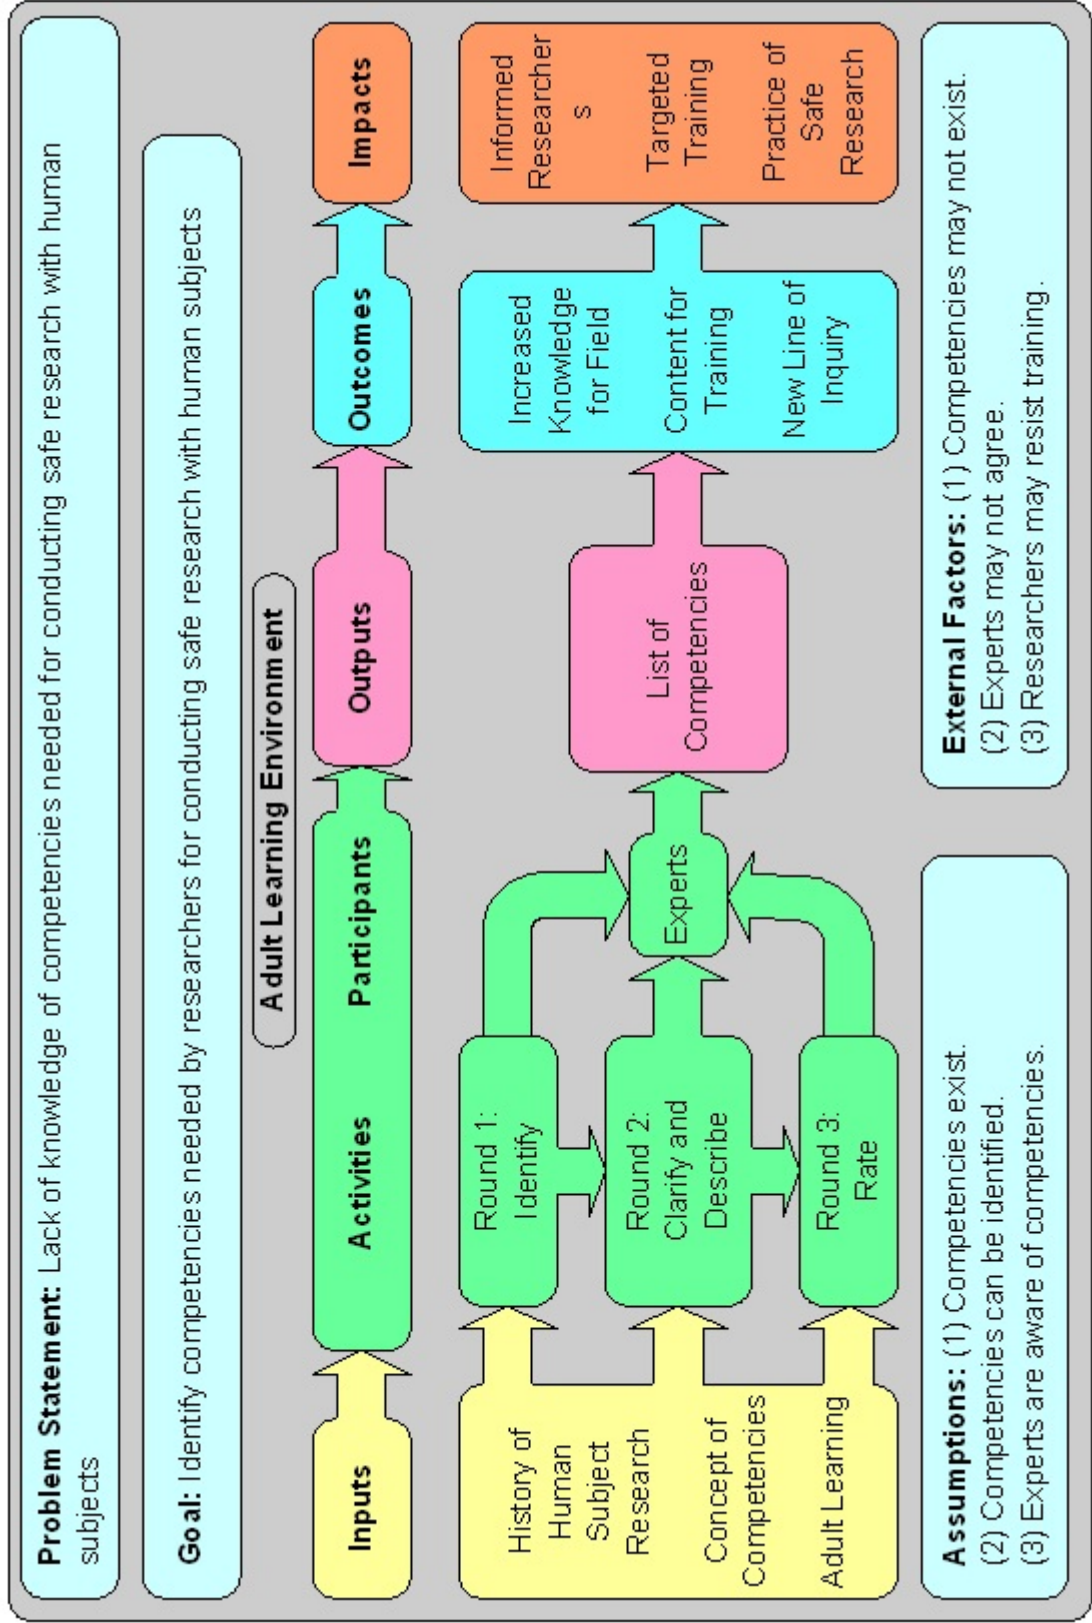 Problem Statement: Lack of knowledge of competencies needed for conducting safe research with human
subjects
Goal: Identify competencies needed by researchers for conducting safe research with human subjects
Adult Learning Environment
Inputs
Activities
Participants
Outputs
Outcomes
Impacts
History of
Human
Subject
Research
Concept of
Competencies
Adult Learning
Round 1:
Identify
Round 2:
Clarify and
Describe
Round 3:
Rate
Experts
List of
Competencies
Increased
Knowledge
for Field
Content for
Training
New Line of
Inquiry
Informed
Researcher
s
Targeted
Training
Practice of
Safe
Research
Assumptions: (1) Competencies exist.
(2) Competencies can be identified.
(3) Experts are aware of competencies.
External Factors: (1) Competencies may not exist.
(2) Experts may not agree.
(3) Researchers may resist training.